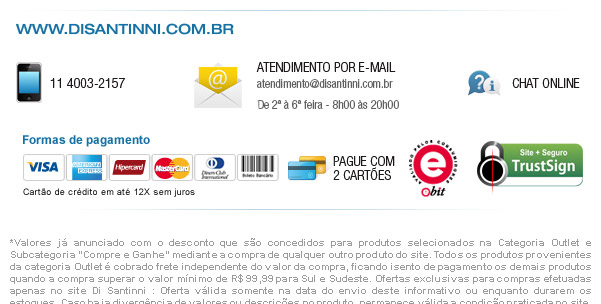 WWW.DISANTINNI.COM.BR
11 4003-2157
ATENDIMENTO POR E-MAIL
atendimento@disantinni.com.br
De 2ª à 6ª feira - 8h00 às 20h00
CHAT ONLINE
Formas de pagamento
VISA
AMERICAN EXPRESS
Hipercard
MasterCard
Diners Club International
Boleto Bancário
PAGUE COM
2 CARTÕES
e
bit
Site + Seguro
TrustSign
Cartão de crédito em até 12X sem juros
*Valores já anunciado com o desconto que são concedidos para produtos selecionados na Categoria Outlet e
Subcategoria "Compre e Ganhe" mediante a compra de qualquer outro produto do site. Todos os produtos provenientes
da categoria Outlet é cobrado frete independente do valor da compra, ficando isento de pagamento os demais produtos
quando a compra superar o valor mínimo de R$ 99,99 para Sul e Sudeste. Ofertas exclusivas para compras efetuadas
apenas no site Di Santinni : Oferta válida somente na data do envio deste informativo ou enquanto durarem os
estoques. Caso haja divergência de valores ou descrições no produto, permanece válida a condição praticada no site.